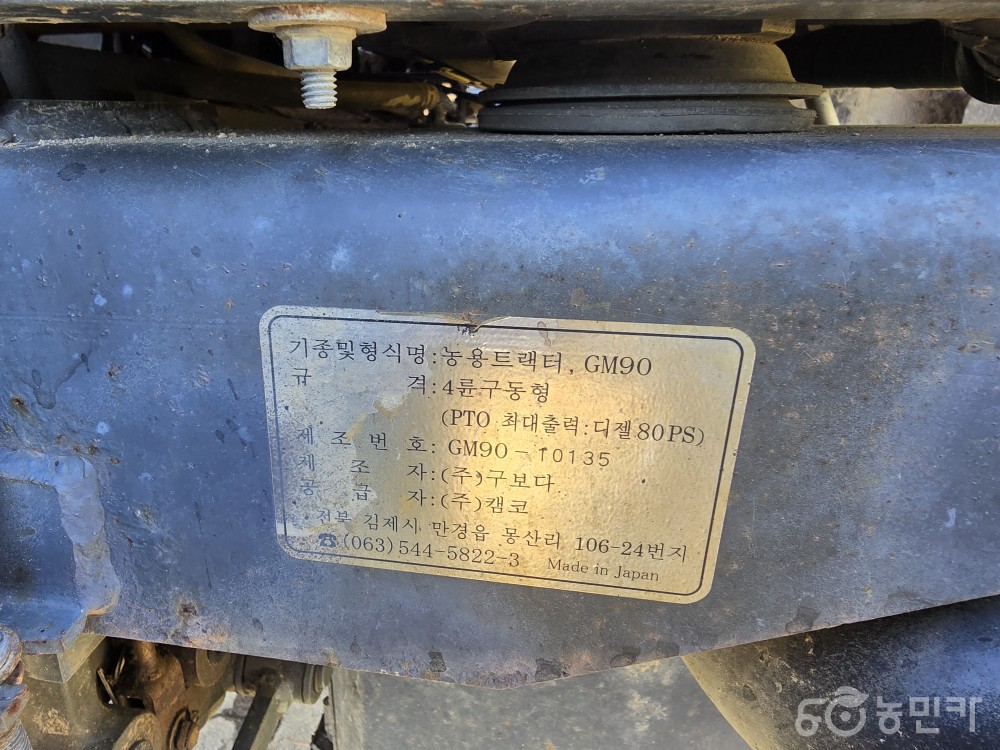 기종및형식명:농용트랙터, GM90
규 격:4륜구동형
(PTO 최대출력:디젤80PS)
제 조 번 호: GM90-10135
제 조 자:(주)구보다
공 급 자:(주)캠코
전북 김제시 만경읍 몽산리 106-24번지
☎(063)544-5822-3 Made in Japan
농민카